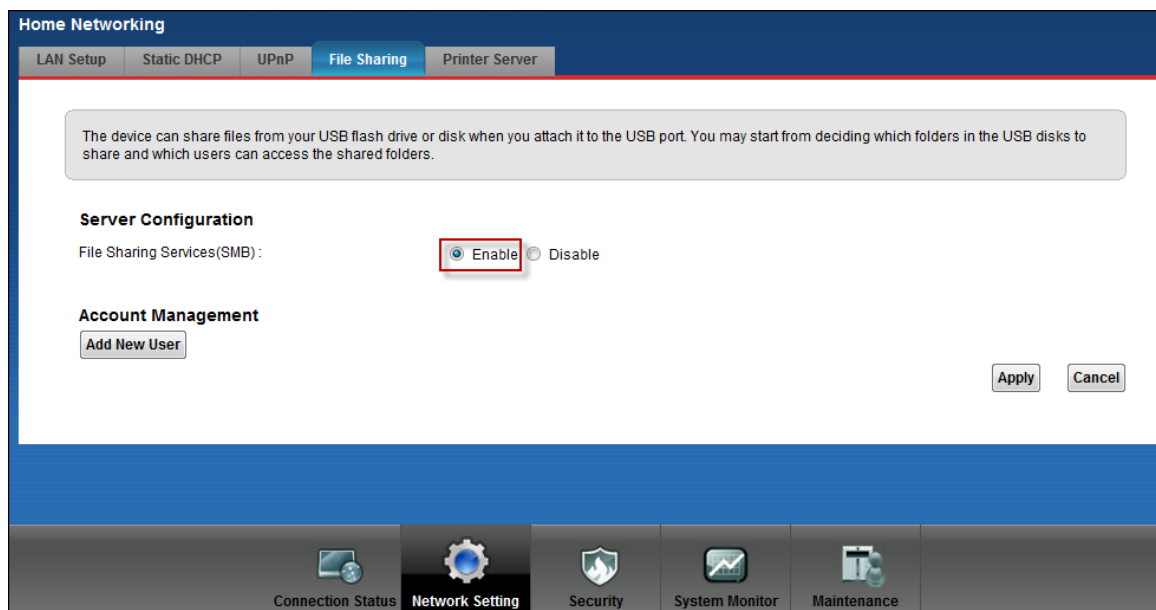 Home Networking
LAN Setup Static DHCP UPnP File Sharing Printer Server
The device can share files from your USB flash drive or disk when you attach it to the USB port. You may start from deciding which folders in the USB disks to
share and which users can access the shared folders.
Server Configuration
File Sharing Services(SMB) : Enable Disable
Account Management
Add New User
Apply Cancel
Connection Status Network Setting Security System Monitor Maintenance